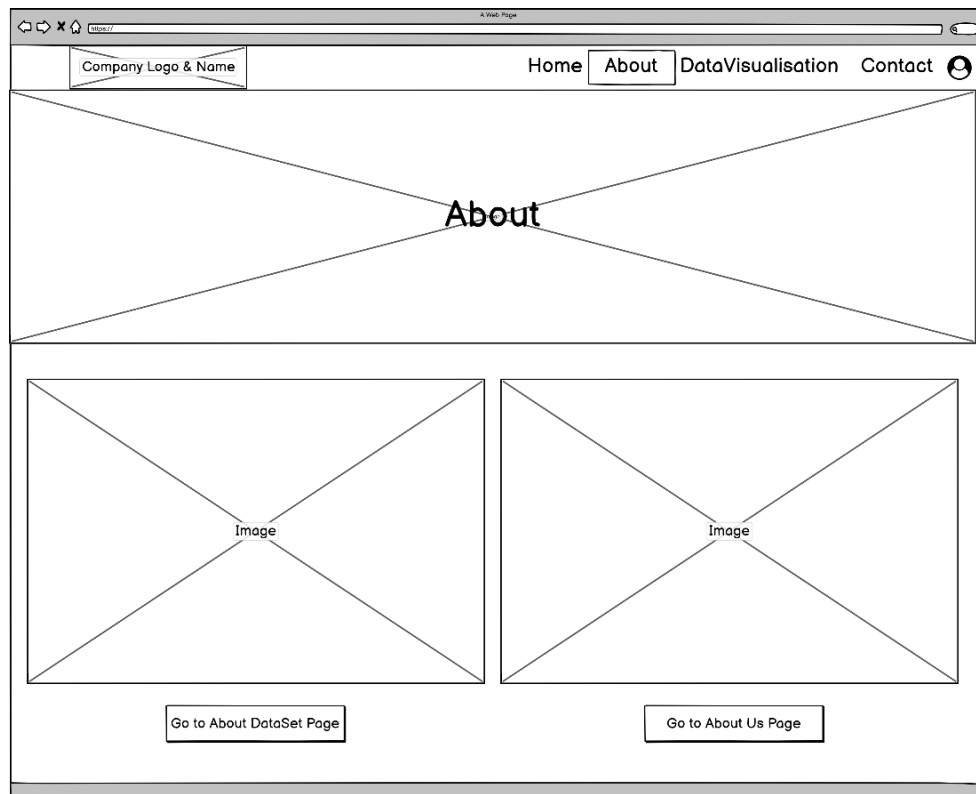 A Web Page
https://
Company Logo & Name
Home About DataVisualisation Contact
About
Image Image
Go to About DataSet Page Go to About Us Page